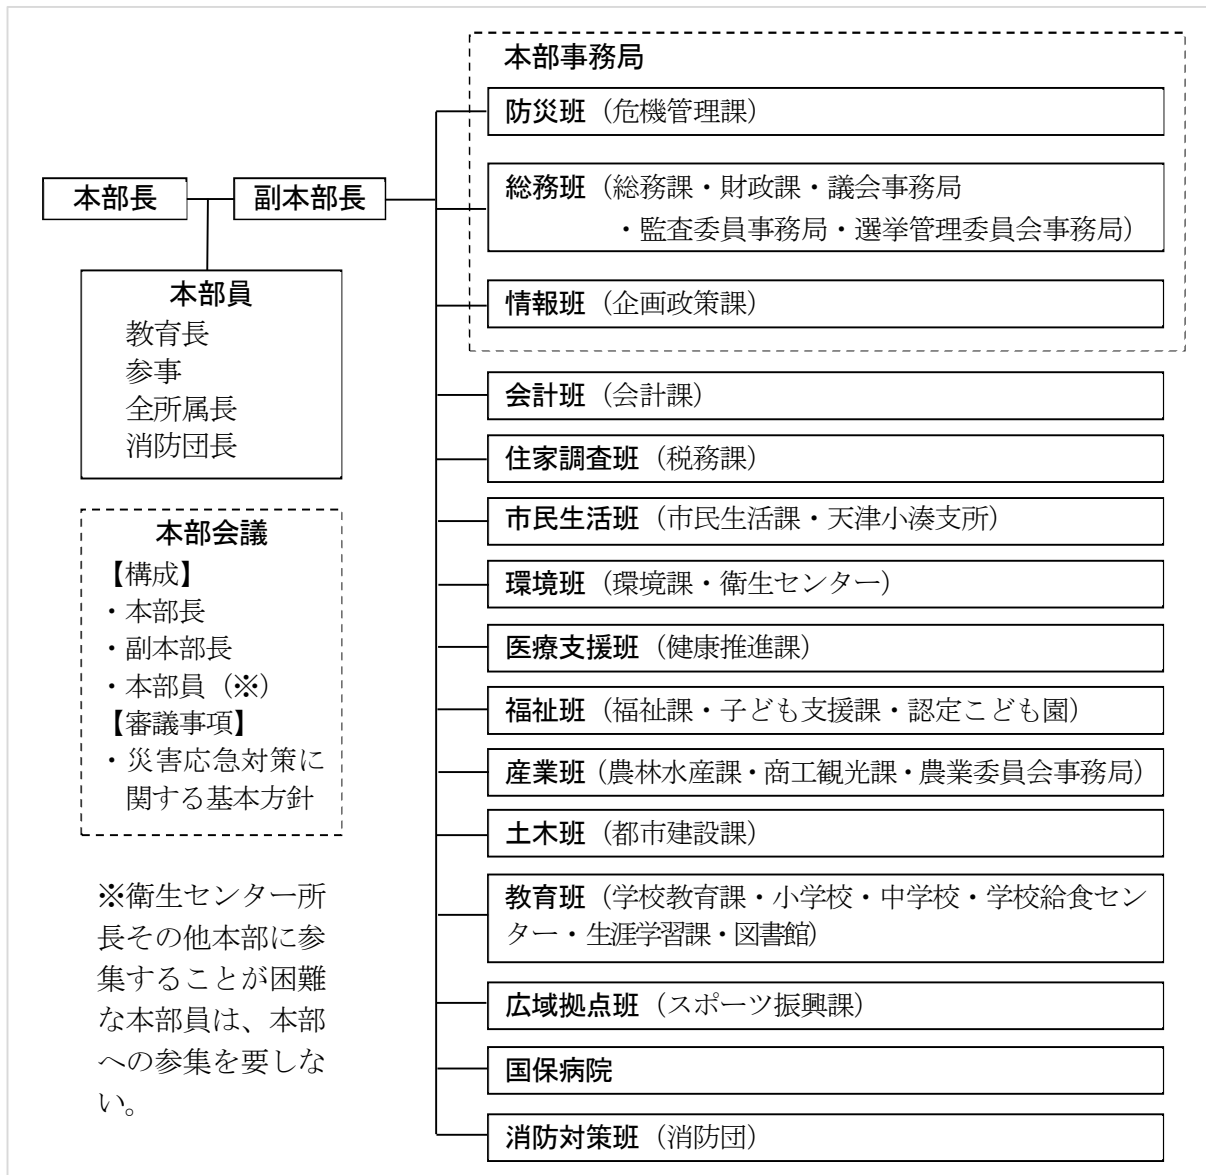 本部長
副本部長
本部員
教育長
参事
全所属長
消防団長
本部会議
【構成】
・本部長
・副本部長
・本部員（※）
【審議事項】
・災害応急対策に
関する基本方針
※衛生センター所
長その他本部に参
集することが困難
な本部員は、本部
への参集を要しな
い。
本部事務局
防災班（危機管理課）
総務班（総務課・財政課・議会事務局
・監査委員事務局・選挙管理委員会事務局）
情報班（企画政策課）
会計班（会計課）
住家調査班（税務課）
市民生活班（市民生活課・天津小湊支所）
環境班（環境課・衛生センター）
医療支援班（健康推進課）
福祉班（福祉課・子ども支援課・認定こども園）
産業班（農林水産課・商工観光課・農業委員会事務局）
土木班（都市建設課）
教育班（学校教育課・小学校・中学校・学校給食セン
ター・生涯学習課・図書館）
広域拠点班（スポーツ振興課）
国保病院
消防対策班（消防団）